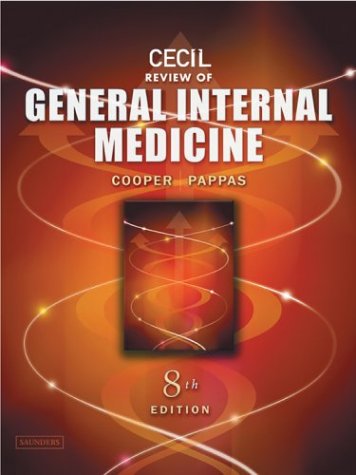 CECIL
REVIEW OF
GENERAL INTERNAL
MEDICINE
COOPER PAPPAS
8th
EDITION
SAUNDERS